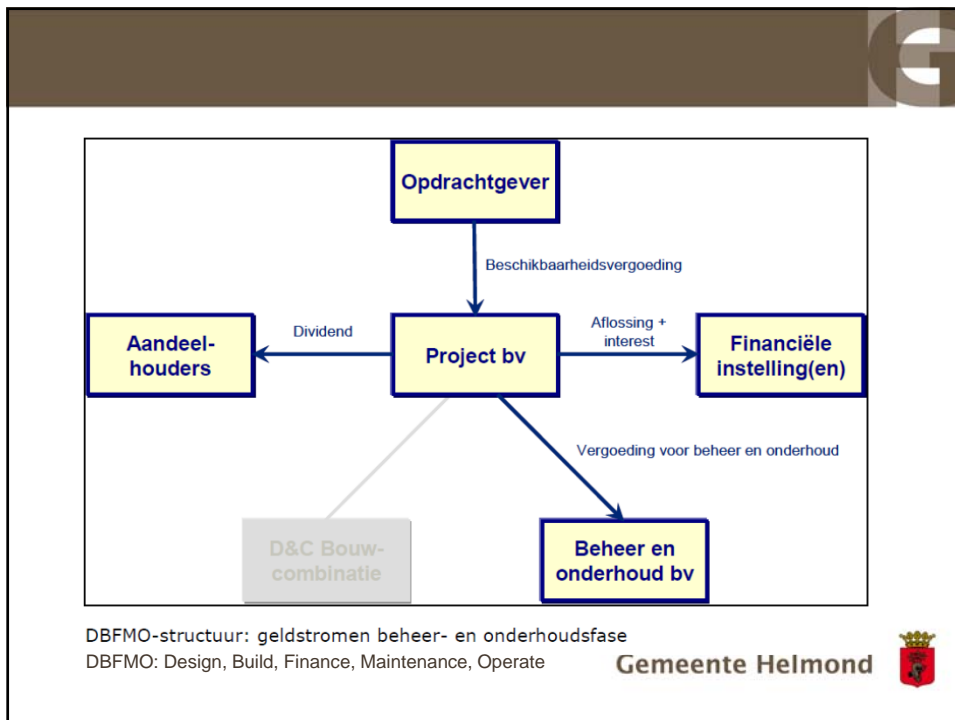 Opdrachtgever
Beschikbaarheidsvergoeding
Aandeel-
houders
Dividend
Project bv
Aflossing +
interest
Financiële
instelling(en)
Vergoeding voor beheer en onderhoud
D&C Bouw-
combinatie
Beheer en
onderhoud bv
DBFMO-structuur: geldstromen beheer- en onderhoudsfase
DBFMO: Design, Build, Finance, Maintenance, Operate
Gemeente Helmond